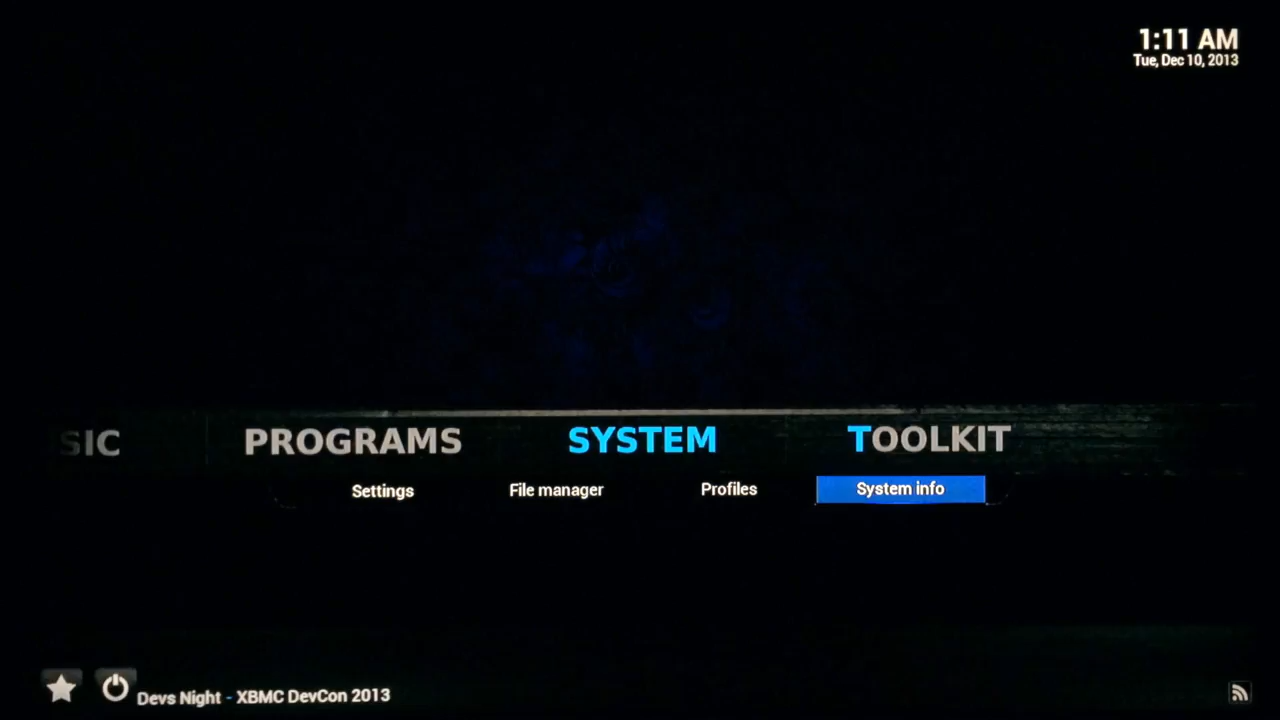 1:11 AM
Tue, Dec 10, 2013
SIC PROGRAMS SYSTEM TOOLKIT
Settings File manager Profiles System info
Devs Night - XBMC DevCon 2013